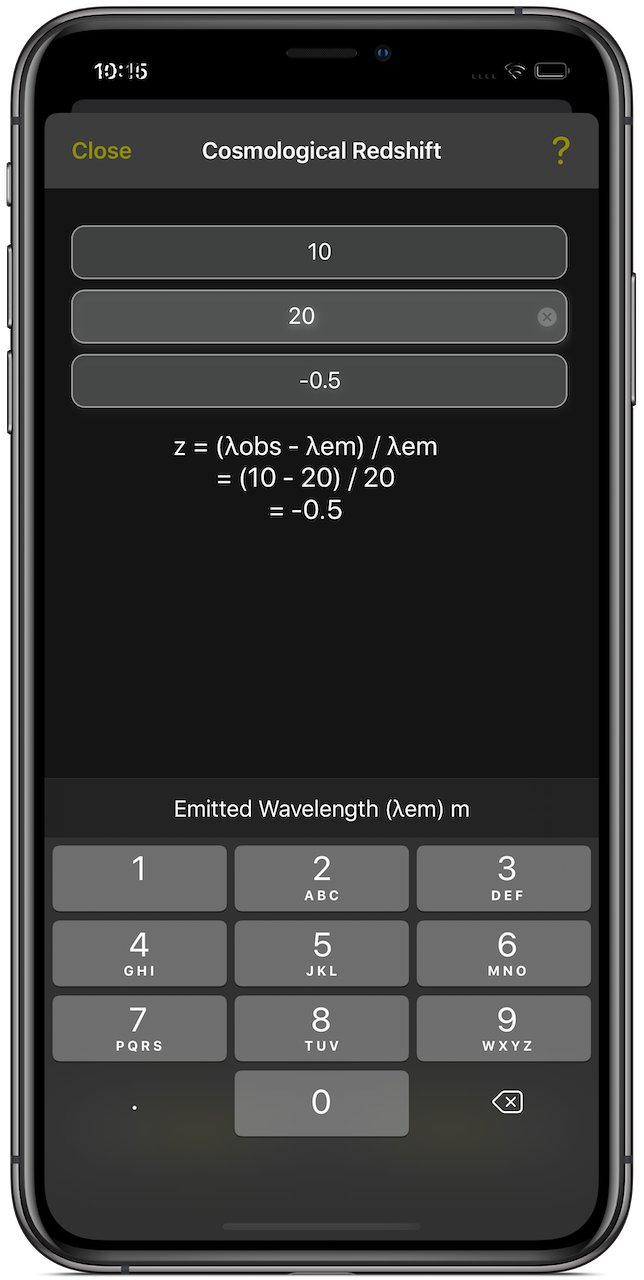 10:15
Close Cosmological Redshift ?
10
20
-0.5
z = (λobs - λem) / λem
= (10 - 20) / 20
= -0.5
Emitted Wavelength (λem) m
1 2 3
ABC DEF
4 5 6
GHI JKL MNO
7 8 9
PQRS TUV WXYZ
. 0